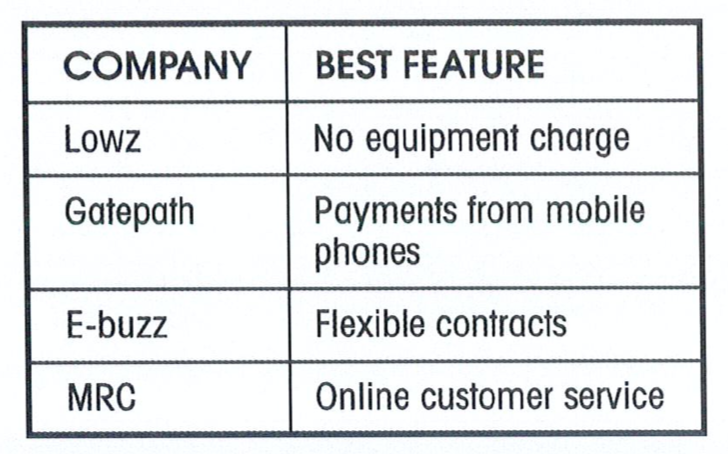 COMPANY BEST FEATURE
Lowz No equipment charge
Gatepath Payments from mobile
phones
E-buzz Flexible contracts
MRC Online customer service